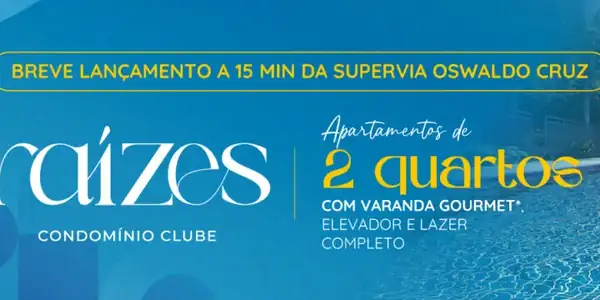 BREVE LANÇAMENTO A 15 MIN DA SUPERVIA OSWALDO CRUZ
raízes
CONDOMÍNIO CLUBE
Apartamentos de
2 quartos
COM VARANDA GOURMET*,
ELEVADOR E LAZER
COMPLETO